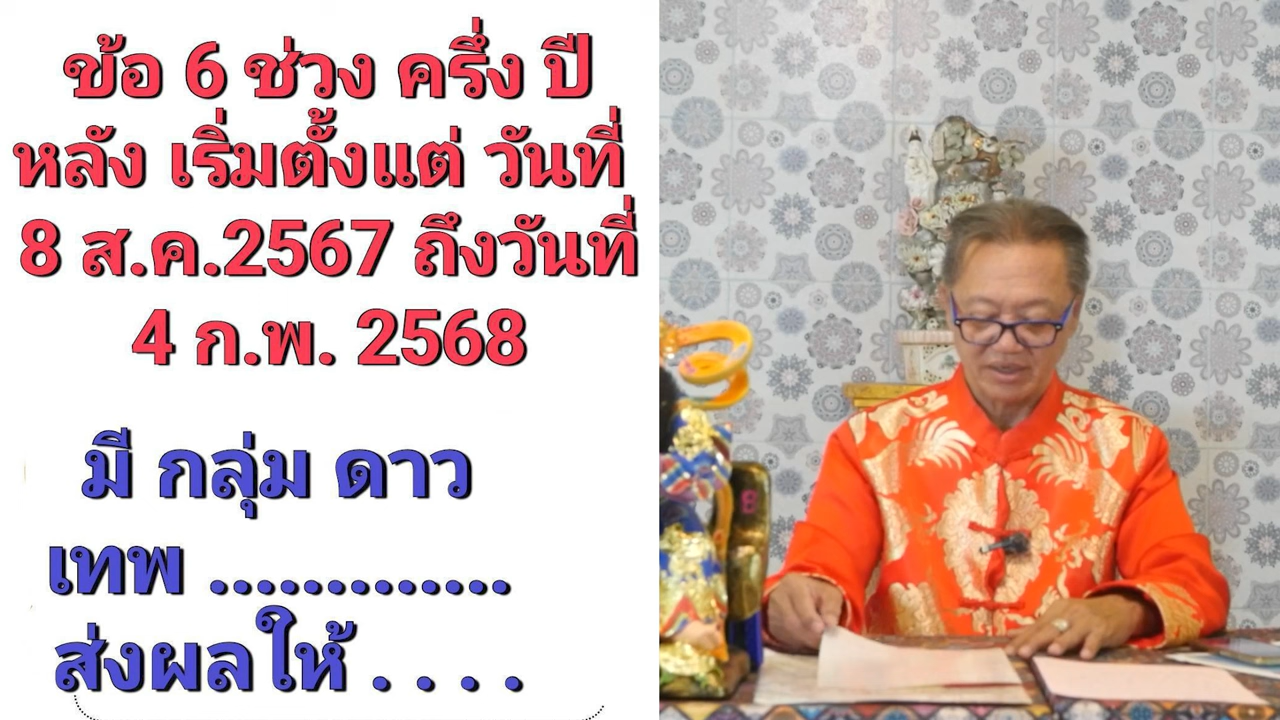 ข้อ 6 ช่วง ครึ่ง ปี
หลัง เริ่มตั้งแต่ วันที่
8 ส.ค.2567 ถึงวันที่
4 ก.พ. 2568
มี กลุ่ม ดาว
เทพ .............
ส่งผลให้ . . . .
8